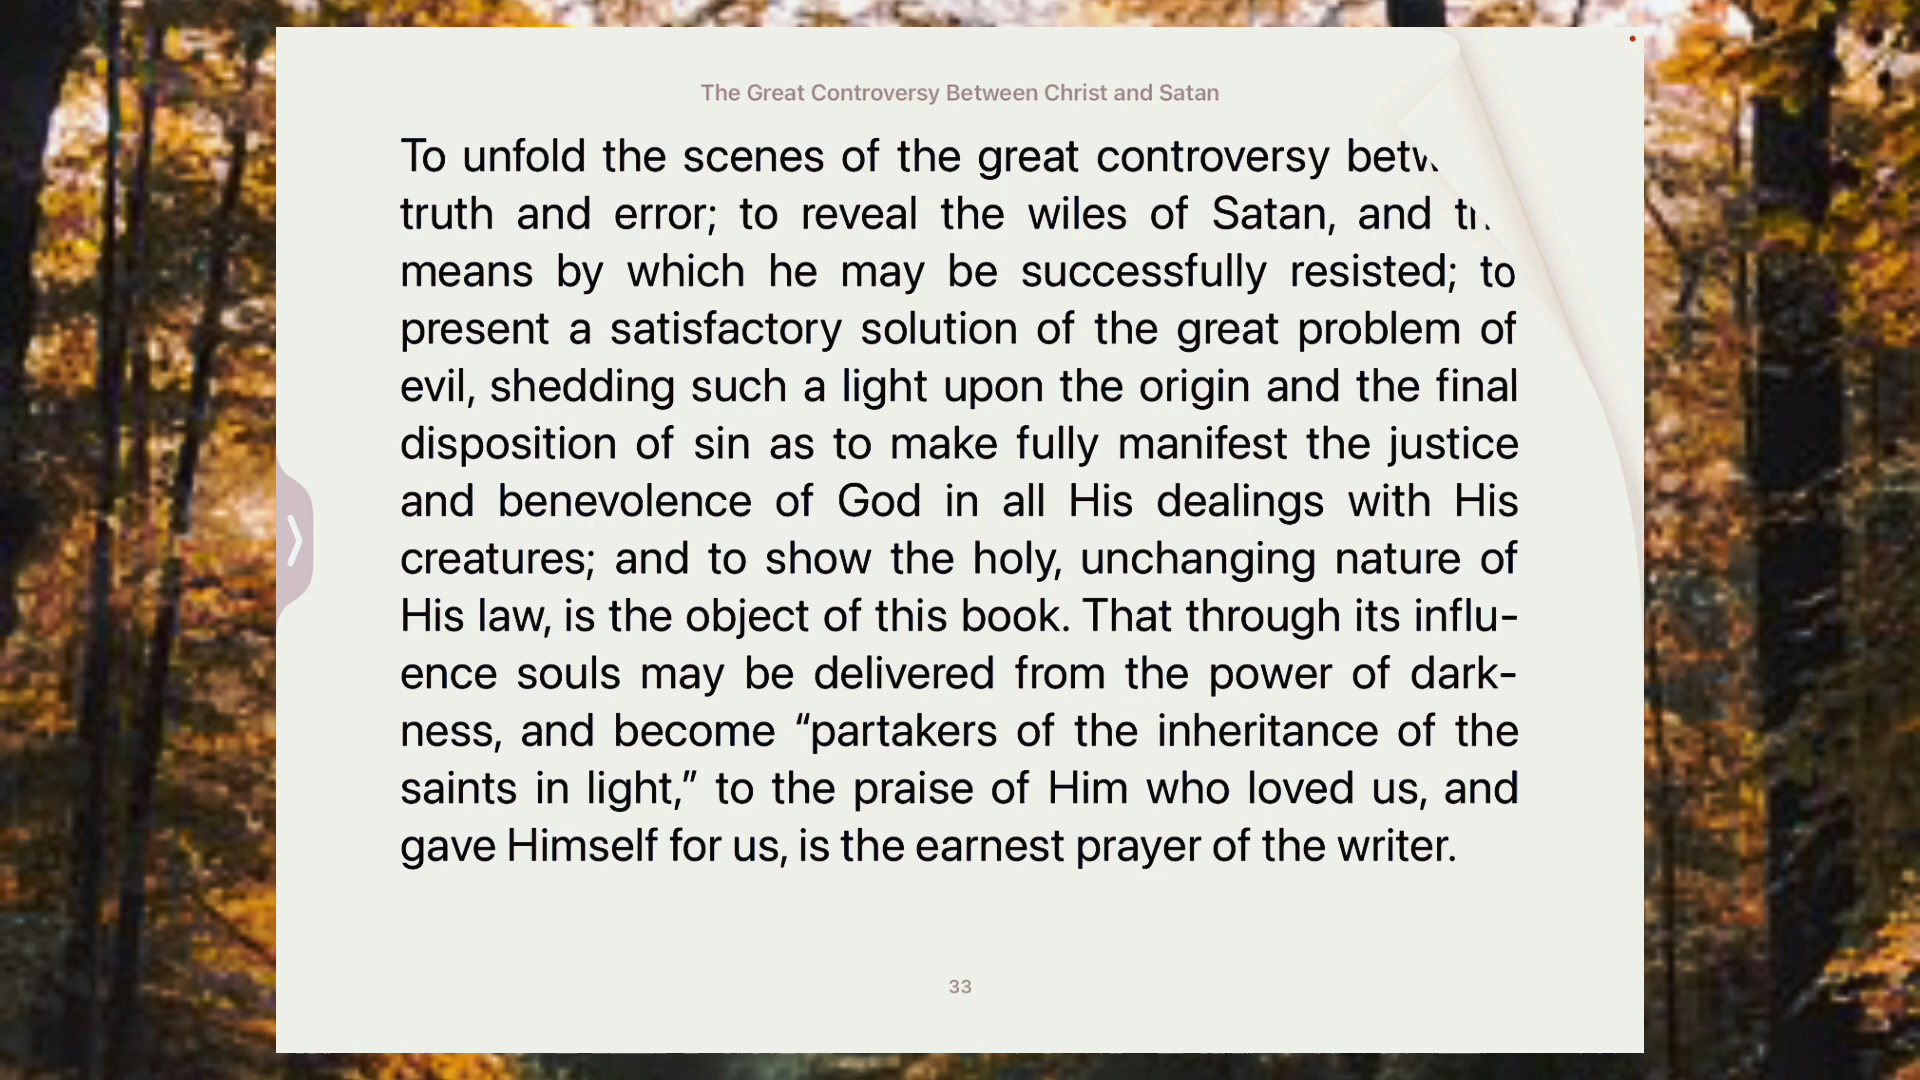 The Great Controversy Between Christ and Satan
To unfold the scenes of the great controversy
truth and error; to reveal the wiles of Satan, and
means by which he may be successfully resisted; to
present a satisfactory solution of the great problem of
evil, shedding such a light upon the origin and the final
disposition of sin as to make fully manifest the justice
and benevolence of God in all His dealings with His
creatures; and to show the holy, unchanging nature of
His law, is the object of this book. That through its influ-
ence souls may be delivered from the power of dark-
ness, and become “partakers of the inheritance of the
saints in light,” to the praise of Him who loved us, and
gave Himself for us, is the earnest prayer of the writer.
33